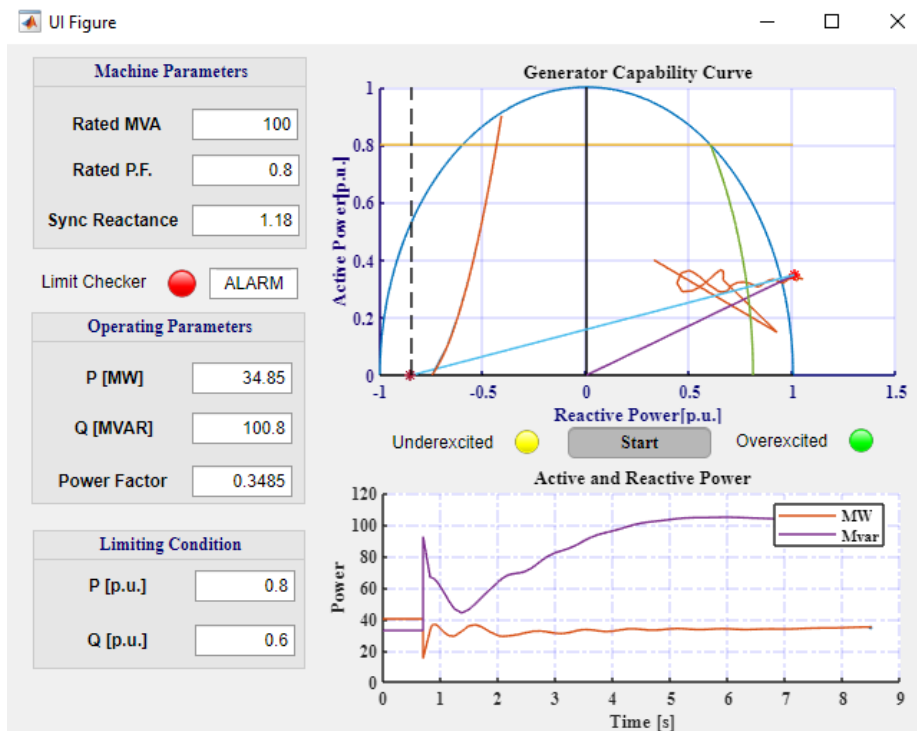 UI Figure
Machine Parameters
Rated MVA 100
Rated P.F. 0.8
Sync Reactance 1.18
Limit Checker ALARM
Operating Parameters
P [MW] 34.85
Q [MVAR] 100.8
Power Factor 0.3485
Limiting Condition
P [p.u.] 0.8
Q [p.u.] 0.6
Generator Capability Curve
Active Power[p.u.]
1
0.8
0.6
0.4
0.2
0
-1 -0.5 0 0.5 1 1.5
Reactive Power[p.u.]
Underexcited Start Overexcited
Active and Reactive Power
Power
120
100
80
60
40
20
0
MW
Mvar
0 1 2 3 4 5 6 7 8 9
Time [s]